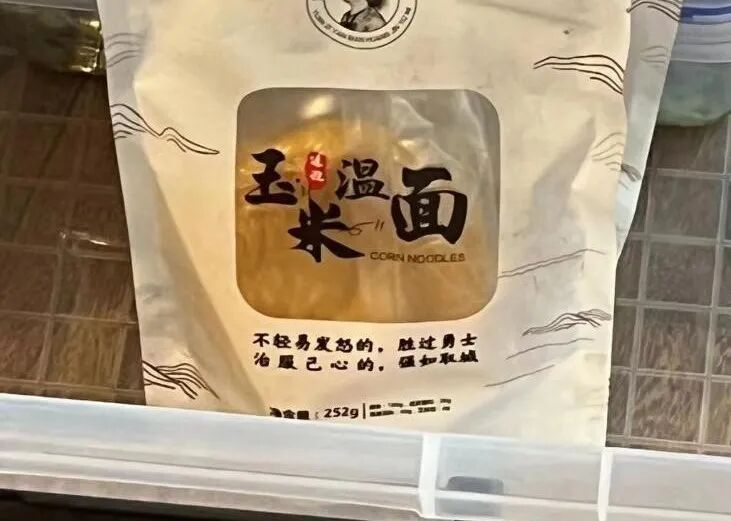 玉米温面
CORN NOODLES
不轻易发怒的，胜过勇士
治服己心的，强如取城
净含量：252g